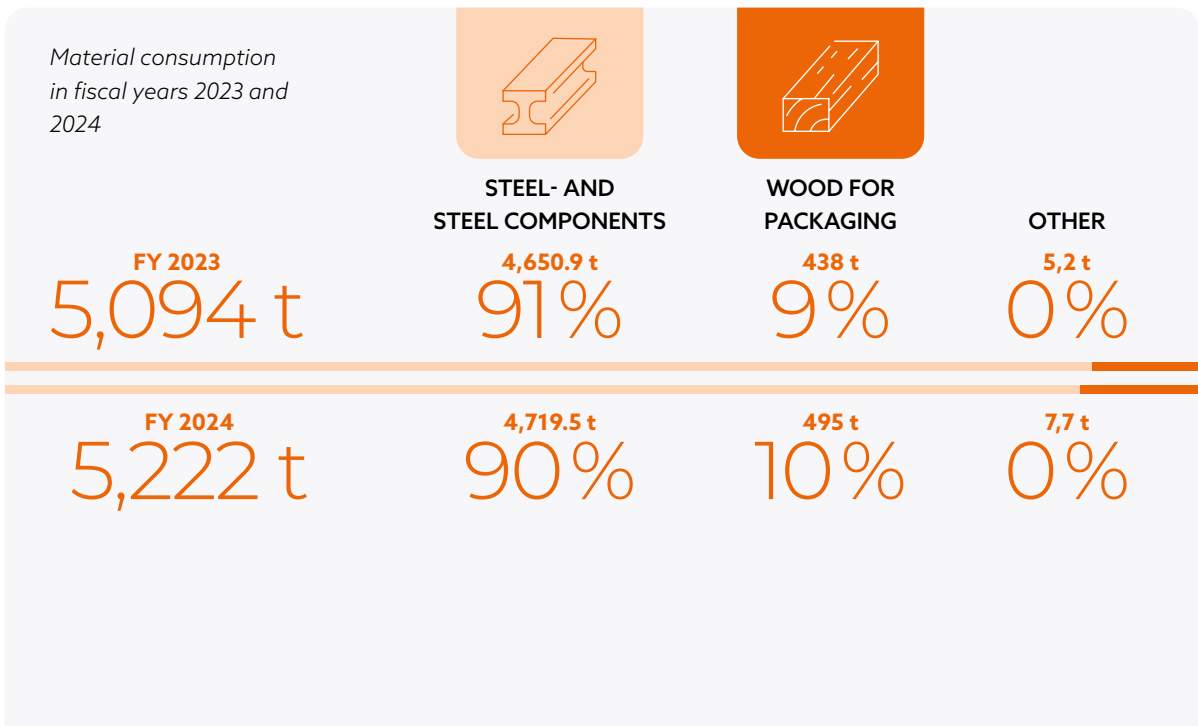 Material consumption
in fiscal years 2023 and
2024
STEEL- AND
STEEL COMPONENTS
WOOD FOR
PACKAGING
OTHER
FY 2023
5,094 t
4,650.9 t
91%
438 t
9%
5,2 t
0%
FY 2024
5,222 t
4,719.5 t
90%
495 t
10%
7,7 t
0%